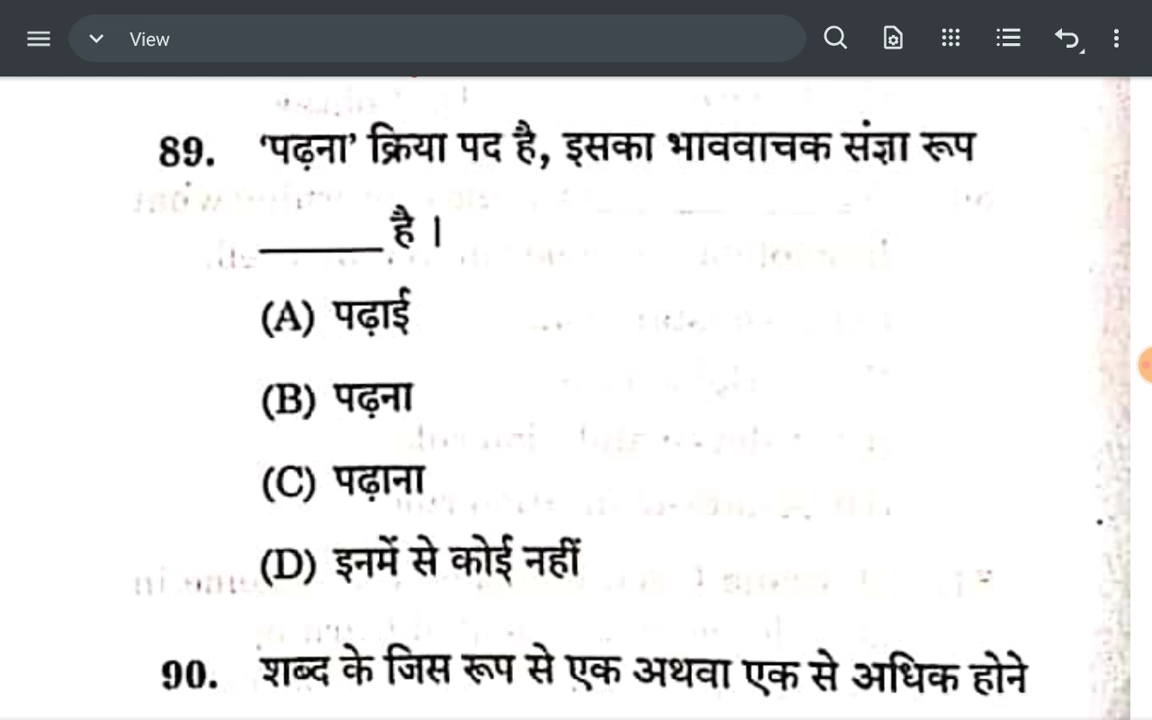 View
89. 'पढ़ना' क्रिया पद है, इसका भाववाचक संज्ञा रूप
______ है ।
(A) पढ़ाई
(B) पढ़ना
(C) पढ़ाना
(D) इनमें से कोई नहीं
90. शब्द के जिस रूप से एक अथवा एक से अधिक होने